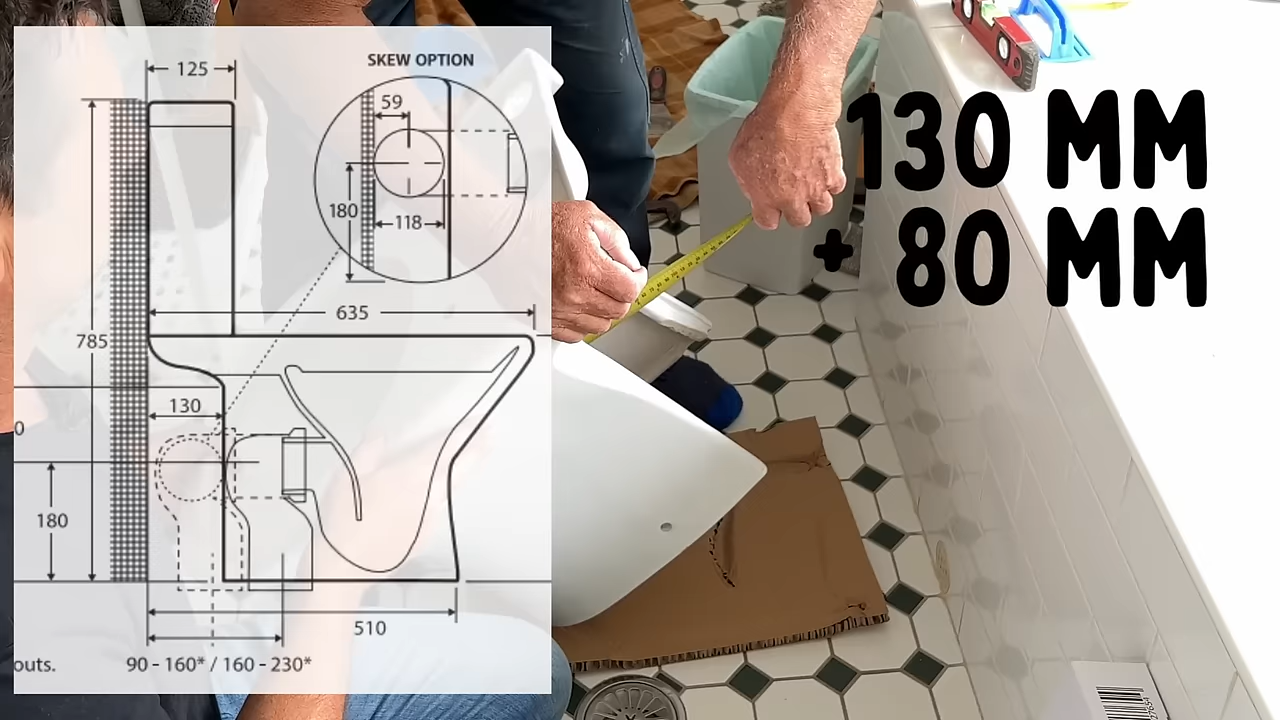 SKEW OPTION
125
59
180
118
635
785
130
0
180
510
outs.
90 - 160* / 160 - 230*
130 MM
+ 80 MM